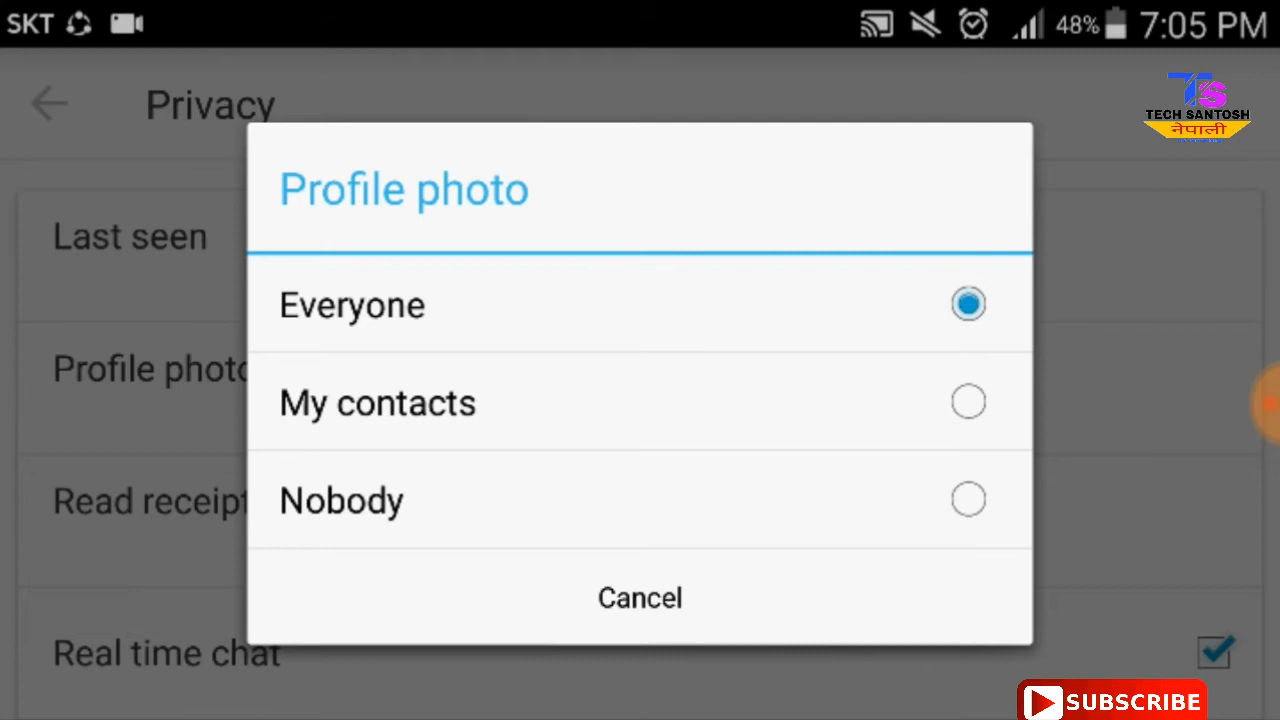 SKT 48% 7:05 PM
Privacy
TS
TECH SANTOSH
नेपाली
Profile photo
Last seen
Everyone
Profile photo
My contacts
Read receipt
Nobody
Cancel
Real time chat
SUBSCRIBE